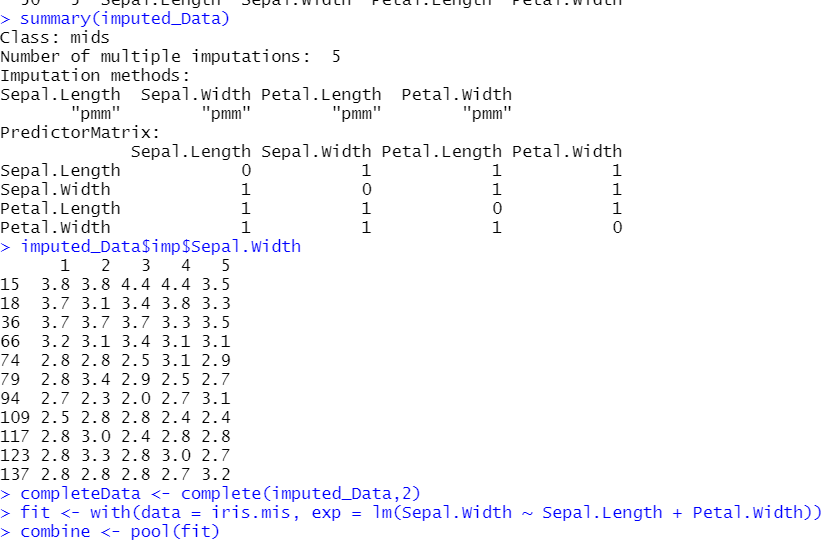 50 5 Sepal.Length Sepal.Width Petal.Length Petal.Width
> summary(imputed_Data)
Class: mids
Number of multiple imputations:  5
Imputation methods:
Sepal.Length  Sepal.Width Petal.Length  Petal.Width
       "pmm"        "pmm"        "pmm"        "pmm"
PredictorMatrix:
             Sepal.Length Sepal.Width Petal.Length Petal.Width
Sepal.Length            0           1            1           1
Sepal.Width             1           0            1           1
Petal.Length            1           1            0           1
Petal.Width             1           1            1           0
> imputed_Data$imp$Sepal.Width
      1   2   3   4   5
15  3.8 3.8 4.4 4.4 3.5
18  3.7 3.1 3.4 3.8 3.3
36  3.7 3.7 3.7 3.3 3.5
66  3.2 3.1 3.4 3.1 3.1
74  2.8 2.8 2.5 3.1 2.9
79  2.8 3.4 2.9 2.5 2.7
94  2.7 2.3 2.0 2.7 3.1
109 2.5 2.8 2.8 2.4 2.4
117 2.8 3.0 2.4 2.8 2.8
123 2.8 3.3 2.8 3.0 2.7
137 2.8 2.8 2.8 2.7 3.2
> completeData <- complete(imputed_Data,2)
> fit <- with(data = iris.mis, exp = lm(Sepal.Width ~ Sepal.Length + Petal.Width))
> combine <- pool(fit)